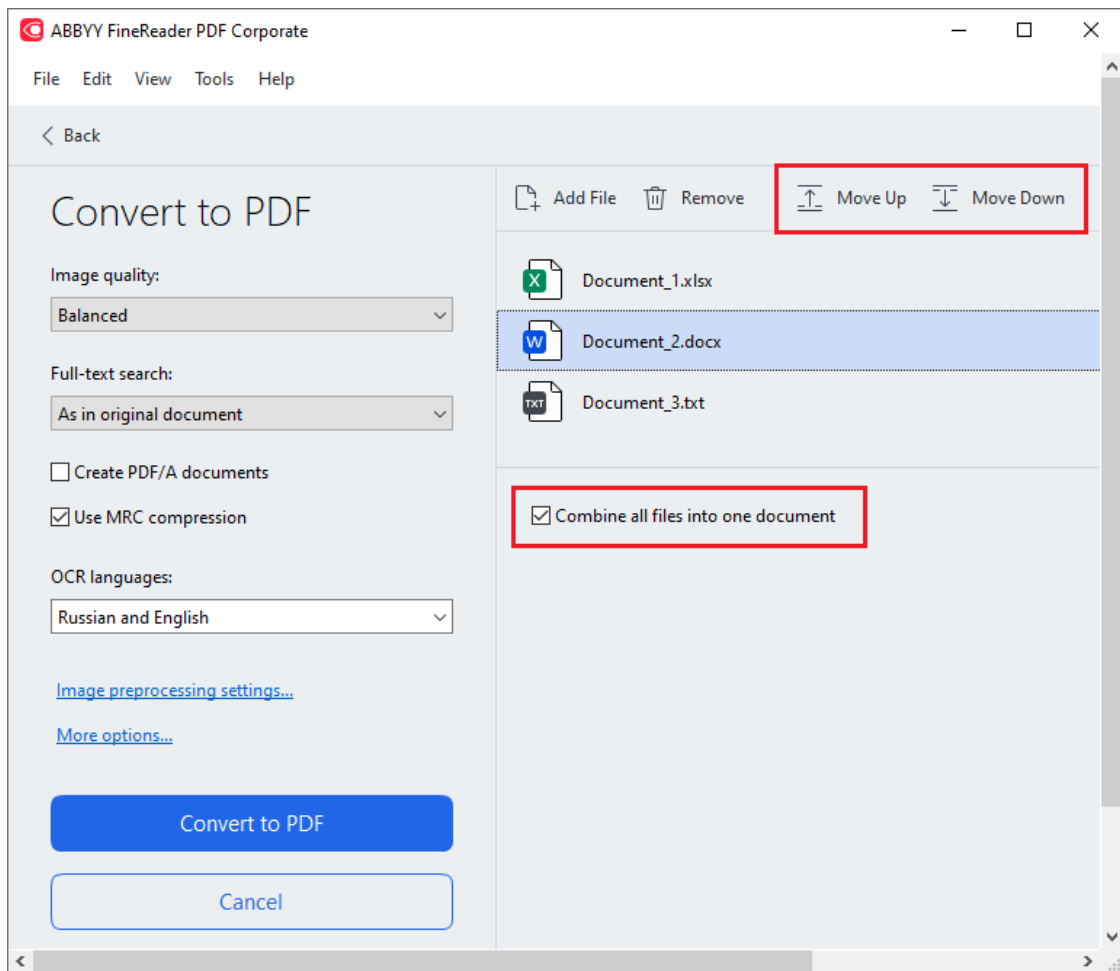 ABBYY FineReader PDF Corporate
File Edit View Tools Help
Back
Convert to PDF
Image quality:
Balanced
Full-text search:
As in original document
Create PDF/A documents
Use MRC compression
OCR languages:
Russian and English
Image preprocessing settings...
More options...
Convert to PDF
Cancel
Add File Remove Move Up Move Down
X Document_1.xlsx
W Document_2.docx
TXT Document_3.txt
Combine all files into one document